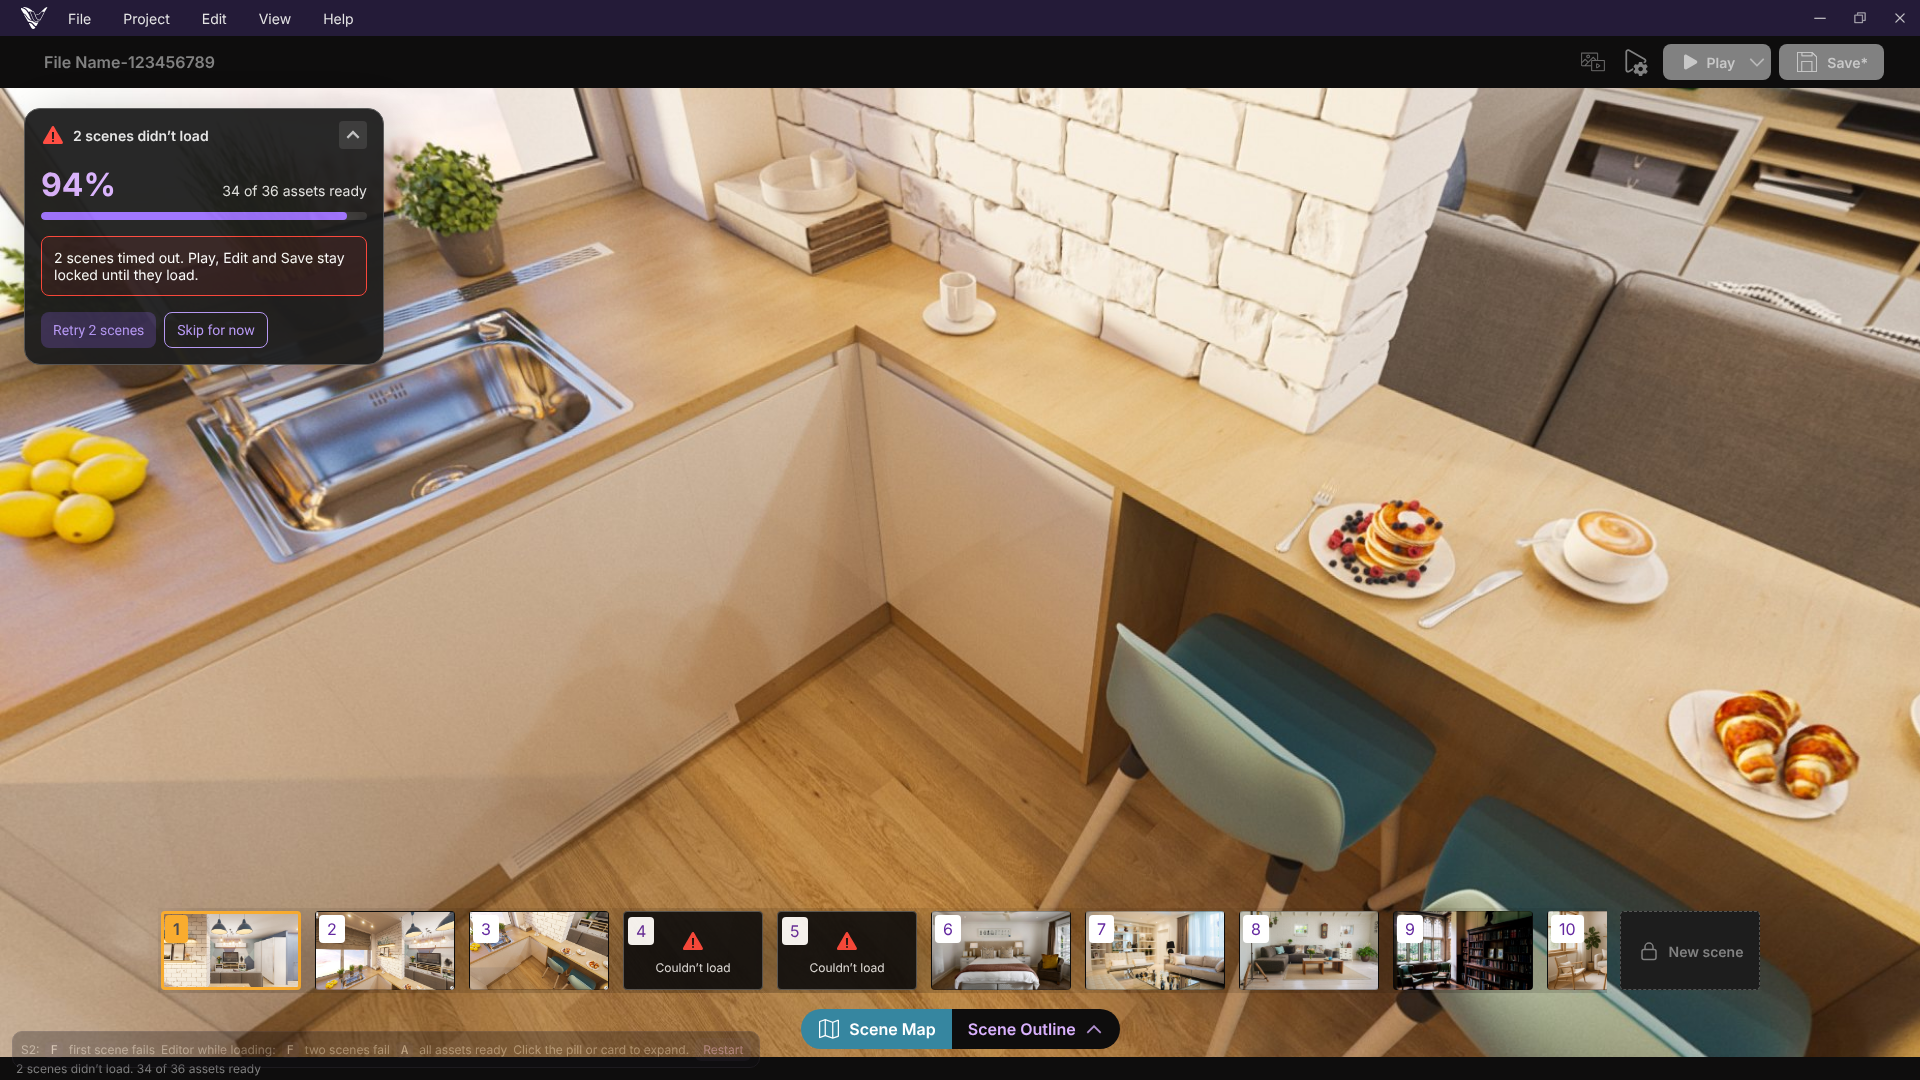 File Project Edit View Help
File Name-123456789
Play
Save*
2 scenes didn't load
94%
34 of 36 assets ready
2 scenes timed out. Play, Edit and Save stay
locked until they load.
Retry 2 scenes
Skip for now
1
2
3
4
Couldn't load
5
Couldn't load
6
7
8
9
10
New scene
Scene Map
Scene Outline
S2: F first scene fails Editor while loading: F two scenes fail A all assets ready Click the pill or card to expand. Restart
2 scenes didn't load. 34 of 36 assets ready